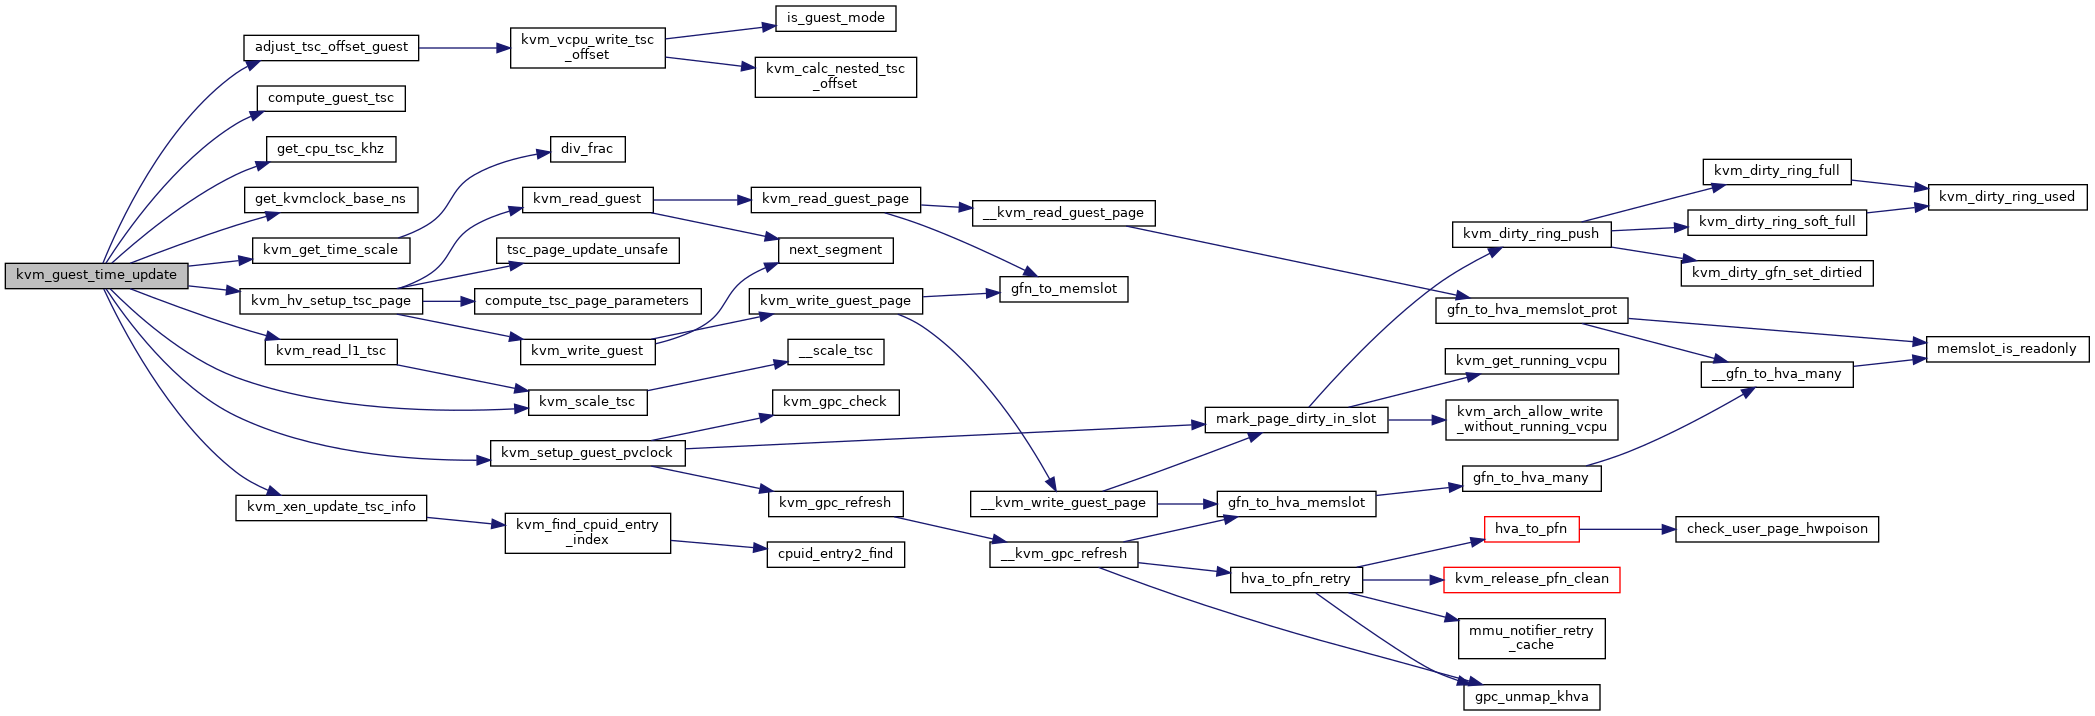 kvm_guest_time_update
adjust_tsc_offset_guest
compute_guest_tsc
get_cpu_tsc_khz
get_kvmclock_base_ns
kvm_get_time_scale
kvm_hv_setup_tsc_page
kvm_read_l1_tsc
kvm_xen_update_tsc_info
kvm_vcpu_write_tsc
_offset
div_frac
kvm_read_guest
tsc_page_update_unsafe
compute_tsc_page_parameters
kvm_write_guest
kvm_scale_tsc
kvm_setup_guest_pvclock
kvm_find_cpuid_entry
_index
is_guest_mode
kvm_calc_nested_tsc
_offset
kvm_read_guest_page
next_segment
kvm_write_guest_page
__scale_tsc
kvm_gpc_check
kvm_gpc_refresh
cpuid_entry2_find
__kvm_read_guest_page
gfn_to_memslot
__kvm_write_guest_page
__kvm_gpc_refresh
mark_page_dirty_in_slot
gfn_to_hva_memslot
hva_to_pfn_retry
kvm_dirty_ring_push
gfn_to_hva_memslot_prot
kvm_get_running_vcpu
kvm_arch_allow_write
_without_running_vcpu
gfn_to_hva_many
hva_to_pfn
kvm_release_pfn_clean
mmu_notifier_retry
_cache
gpc_unmap_khva
kvm_dirty_ring_full
kvm_dirty_ring_soft_full
kvm_dirty_gfn_set_dirtied
__gfn_to_hva_many
check_user_page_hwpoison
kvm_dirty_ring_used
memslot_is_readonly